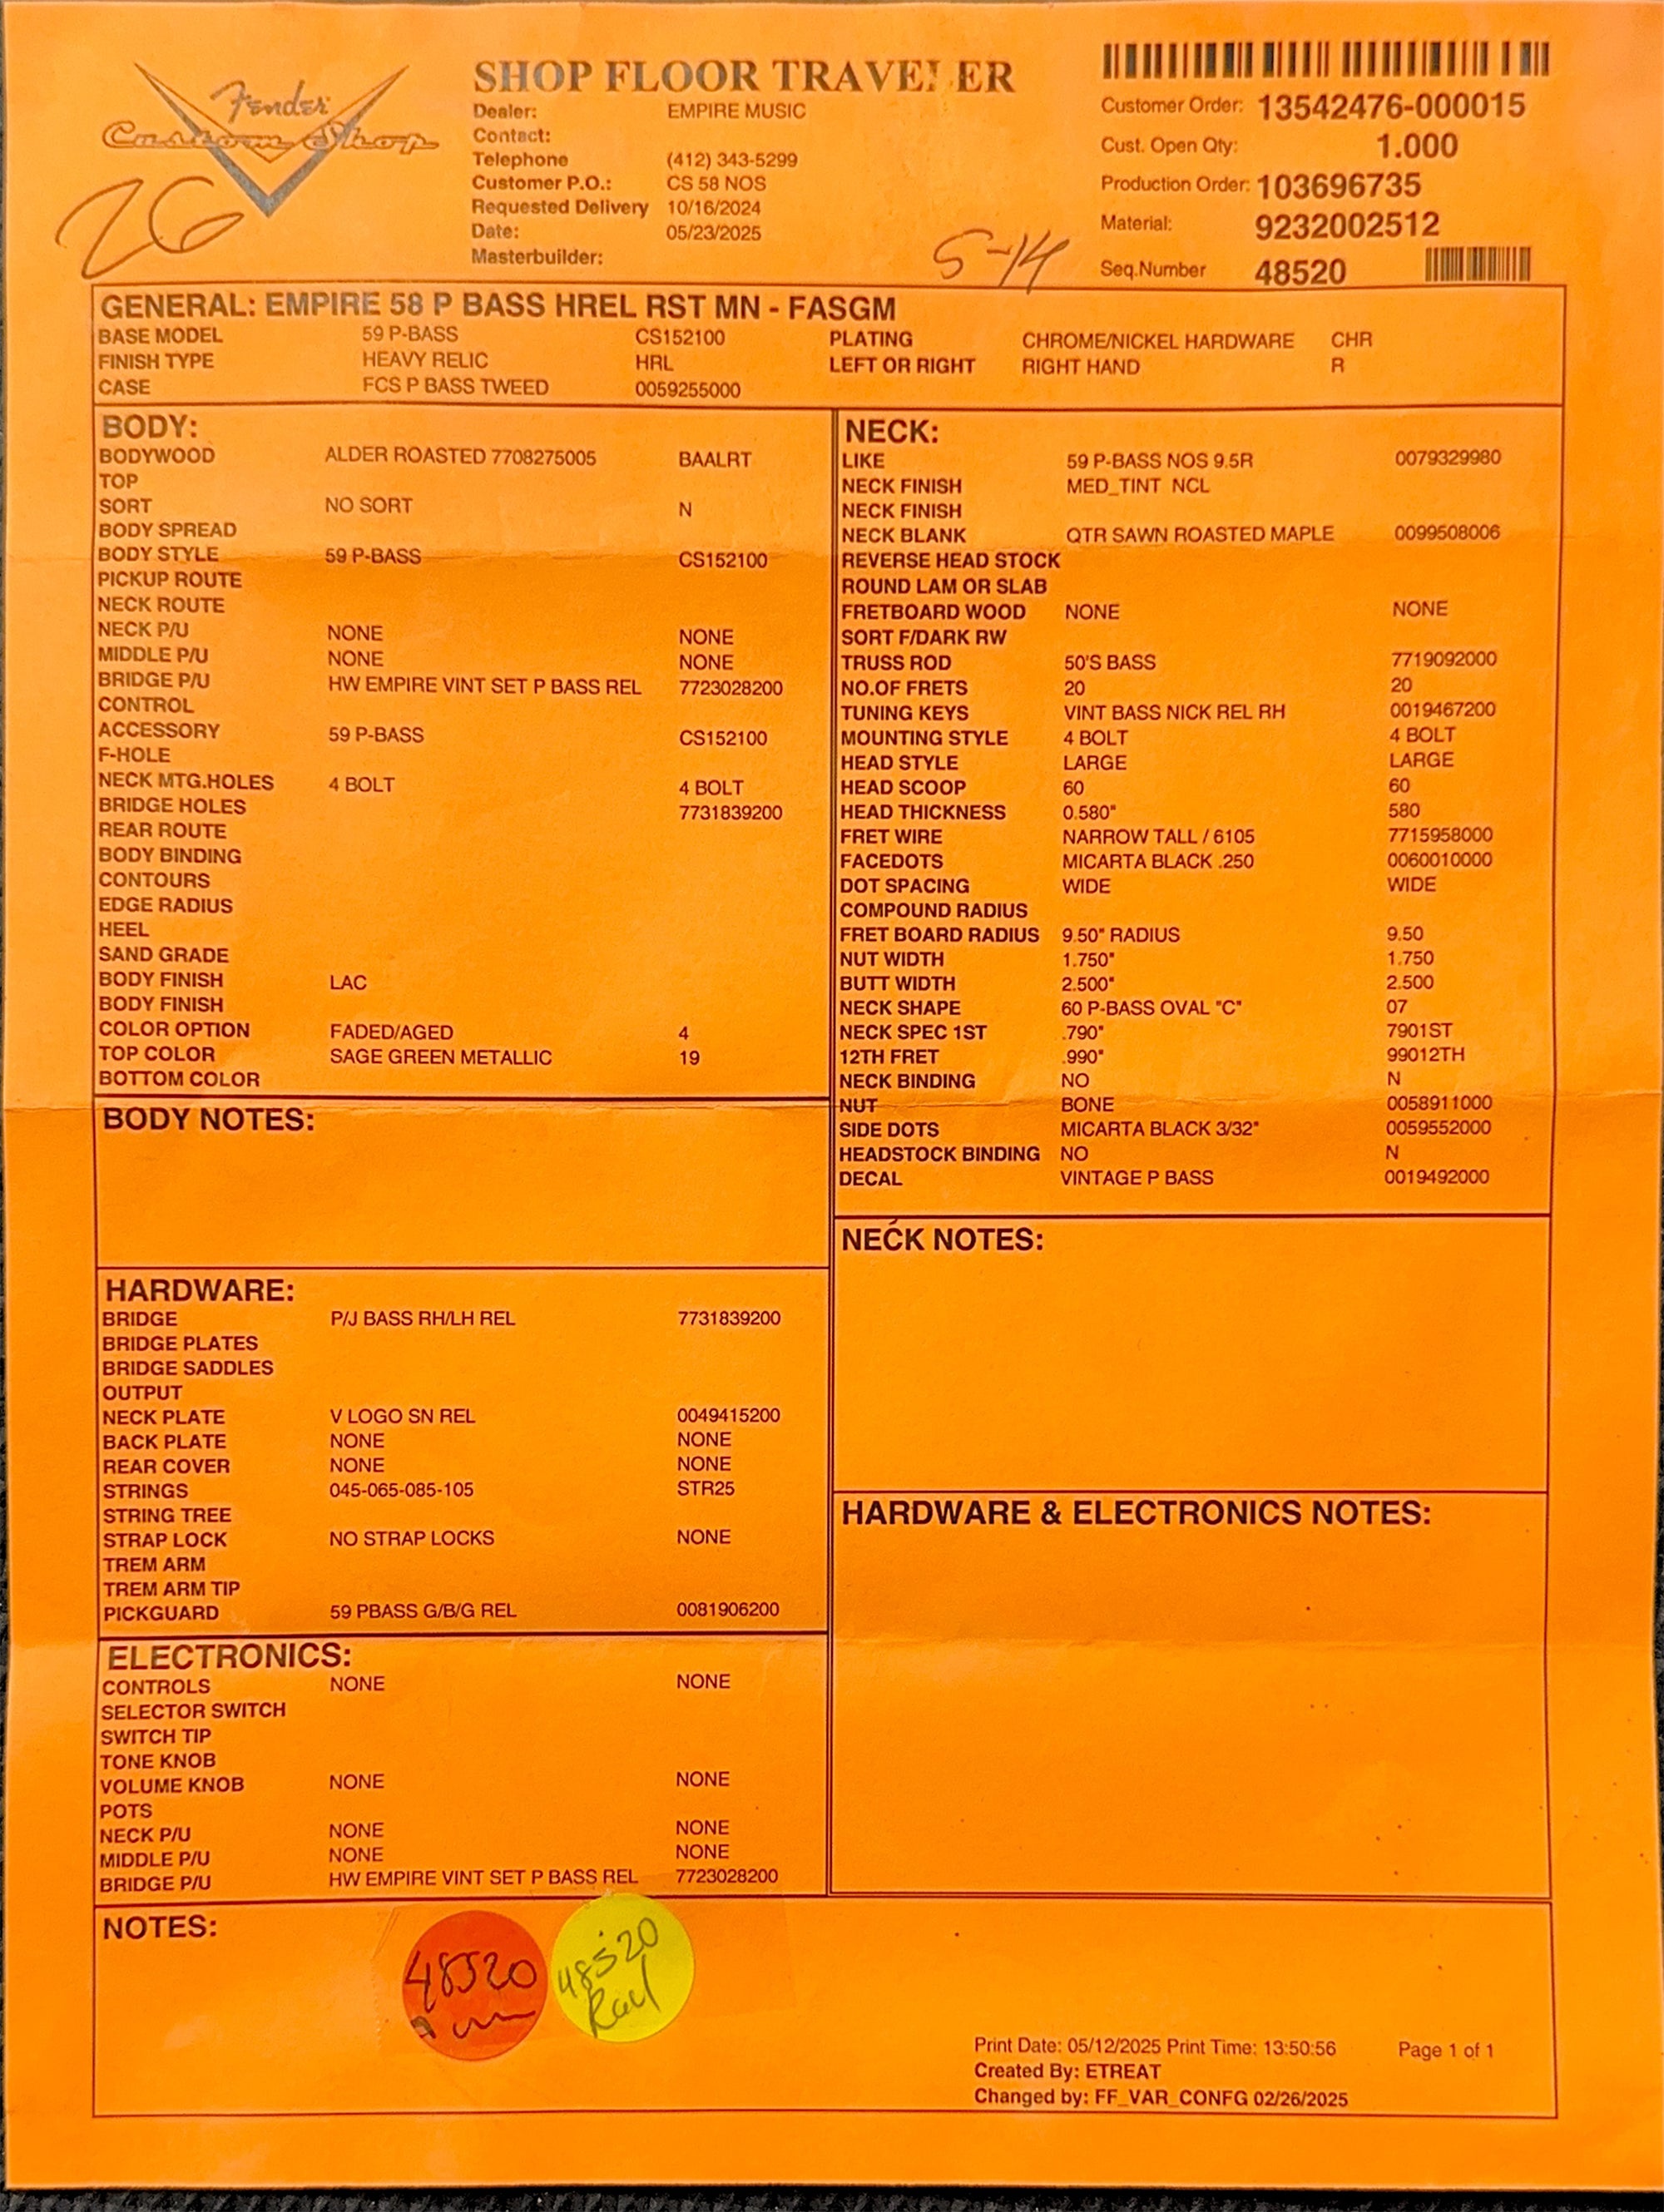 Fender
Custom Shop
26
SHOP FLOOR TRAVELER
Dealer: EMPIRE MUSIC
Contact:
Telephone (412) 343-5299
Customer P.O.: CS 58 NOS
Requested Delivery 10/16/2024
Date: 05/23/2025
Masterbuilder:
5-14
Customer Order: 13542476-000015
Cust. Open Qty: 1.000
Production Order: 103696735
Material: 9232002512
Seq.Number 48520
GENERAL: EMPIRE 58 P BASS HREL RST MN - FASGM
BASE MODEL 59 P-BASS CS152100 PLATING CHROME/NICKEL HARDWARE CHR
FINISH TYPE HEAVY RELIC HRL LEFT OR RIGHT RIGHT HAND R
CASE FCS P BASS TWEED 0059255000
BODY:
BODYWOOD ALDER ROASTED 7708275005 BAALRT
TOP
SORT NO SORT N
BODY SPREAD
BODY STYLE 59 P-BASS CS152100
PICKUP ROUTE
NECK ROUTE
NECK P/U NONE NONE
MIDDLE P/U NONE NONE
BRIDGE P/U HW EMPIRE VINT SET P BASS REL 7723028200
CONTROL
ACCESSORY 59 P-BASS CS152100
F-HOLE
NECK MTG.HOLES 4 BOLT 4 BOLT
BRIDGE HOLES 7731839200
REAR ROUTE
BODY BINDING
CONTOURS
EDGE RADIUS
HEEL
SAND GRADE
BODY FINISH LAC
BODY FINISH
COLOR OPTION FADED/AGED 4
TOP COLOR SAGE GREEN METALLIC 19
BOTTOM COLOR
BODY NOTES:
HARDWARE:
BRIDGE P/J BASS RH/LH REL 7731839200
BRIDGE PLATES
BRIDGE SADDLES
OUTPUT
NECK PLATE V LOGO SN REL 0049415200
BACK PLATE NONE NONE
REAR COVER NONE NONE
STRINGS 045-065-085-105 STR25
STRING TREE
STRAP LOCK NO STRAP LOCKS NONE
TREM ARM
TREM ARM TIP
PICKGUARD 59 PBASS G/B/G REL 0081906200
ELECTRONICS:
CONTROLS NONE NONE
SELECTOR SWITCH
SWITCH TIP
TONE KNOB
VOLUME KNOB NONE NONE
POTS
NECK P/U NONE NONE
MIDDLE P/U NONE NONE
BRIDGE P/U HW EMPIRE VINT SET P BASS REL 7723028200
NECK:
LIKE 59 P-BASS NOS 9.5R 0079329980
NECK FINISH MED_TINT NCL
NECK FINISH
NECK BLANK QTR SAWN ROASTED MAPLE 0099508006
REVERSE HEAD STOCK
ROUND LAM OR SLAB
FRETBOARD WOOD NONE NONE
SORT F/DARK RW
TRUSS ROD 50'S BASS 7719092000
NO.OF FRETS 20 20
TUNING KEYS VINT BASS NICK REL RH 0019467200
MOUNTING STYLE 4 BOLT 4 BOLT
HEAD STYLE LARGE LARGE
HEAD SCOOP 60 60
HEAD THICKNESS 0.580" 580
FRET WIRE NARROW TALL / 6105 7715958000
FACEDOTS MICARTA BLACK .250 0060010000
DOT SPACING WIDE WIDE
COMPOUND RADIUS
FRET BOARD RADIUS 9.50" RADIUS 9.50
NUT WIDTH 1.750" 1.750
BUTT WIDTH 2.500" 2.500
NECK SHAPE 60 P-BASS OVAL "C" 07
NECK SPEC 1ST .790" 7901ST
12TH FRET .990" 99012TH
NECK BINDING NO N
NUT BONE 0058911000
SIDE DOTS MICARTA BLACK 3/32" 0059552000
HEADSTOCK BINDING NO N
DECAL VINTAGE P BASS 0019492000
NECK NOTES:
HARDWARE & ELECTRONICS NOTES:
NOTES:
48520
48520
Print Date: 05/12/2025 Print Time: 13:50:56 Page 1 of 1
Created By: ETREAT
Changed by: FF_VAR_CONFG 02/26/2025